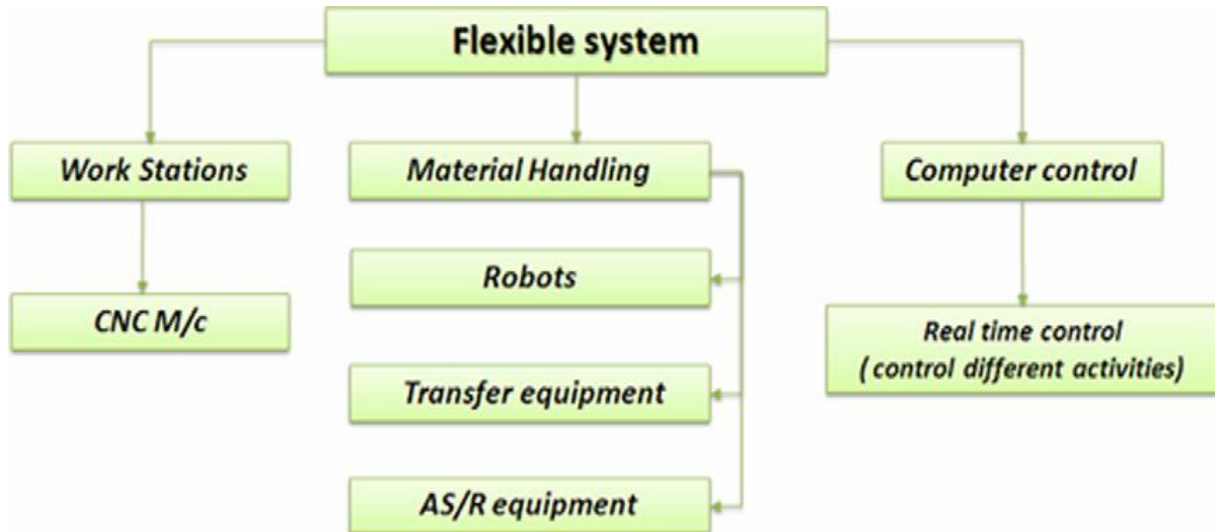 Flexible system
Work Stations
Material Handling
Computer control
CNC M/c
Robots
Transfer equipment
AS/R equipment
Real time control
( control different activities)